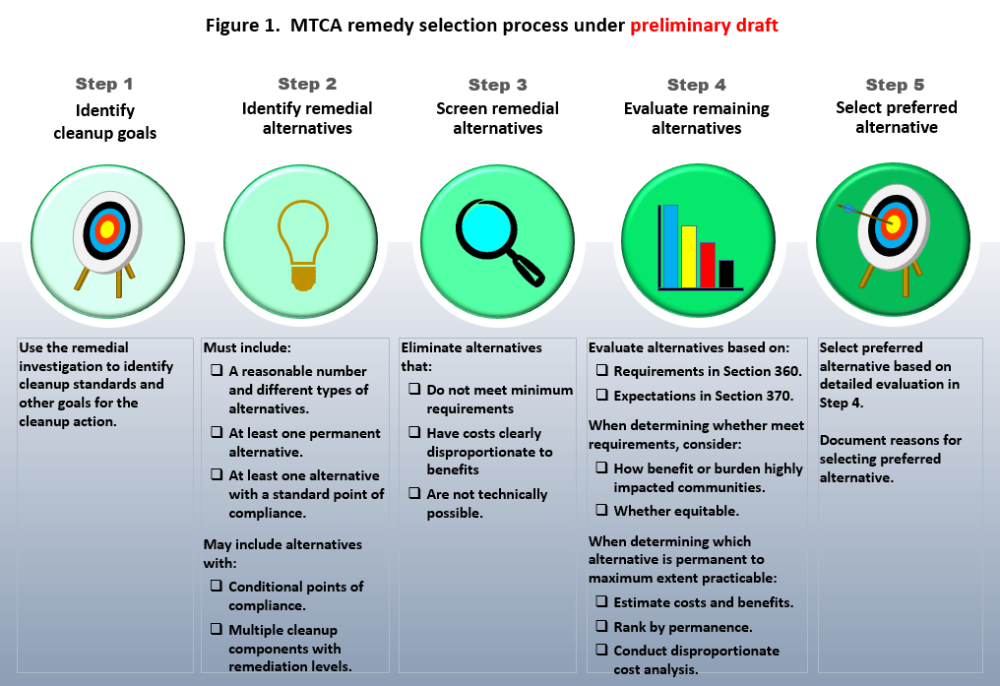 Figure 1.  MTCA remedy selection process under preliminary draft
Step 1
Identify
cleanup goals
Use the remedial
investigation to identify
cleanup standards and
other goals for the
cleanup action.
Step 2
Identify remedial
alternatives
Must include:
❑ A reasonable number
and different types of
alternatives.
❑ At least one permanent
alternative.
❑ At least one alternative
with a standard point of
compliance.
May include alternatives
with:
❑ Conditional points of
compliance.
❑ Multiple cleanup
components with
remediation levels.
Step 3
Screen remedial
alternatives
Eliminate alternatives
that:
❑ Do not meet minimum
requirements
❑ Have costs clearly
disproportionate to
benefits
❑ Are not technically
possible.
Step 4
Evaluate remaining
alternatives
Evaluate alternatives based on:
❑ Requirements in Section 360.
❑ Expectations in Section 370.
When determining whether meet
requirements, consider:
❑ How benefit or burden highly
impacted communities.
❑ Whether equitable.
When determining which
alternative is permanent to
maximum extent practicable:
❑ Estimate costs and benefits.
❑ Rank by permanence.
❑ Conduct disproportionate
cost analysis.
Step 5
Select preferred
alternative
Select preferred
alternative based on
detailed evaluation in
Step 4.
Document reasons for
selecting preferred
alternative.